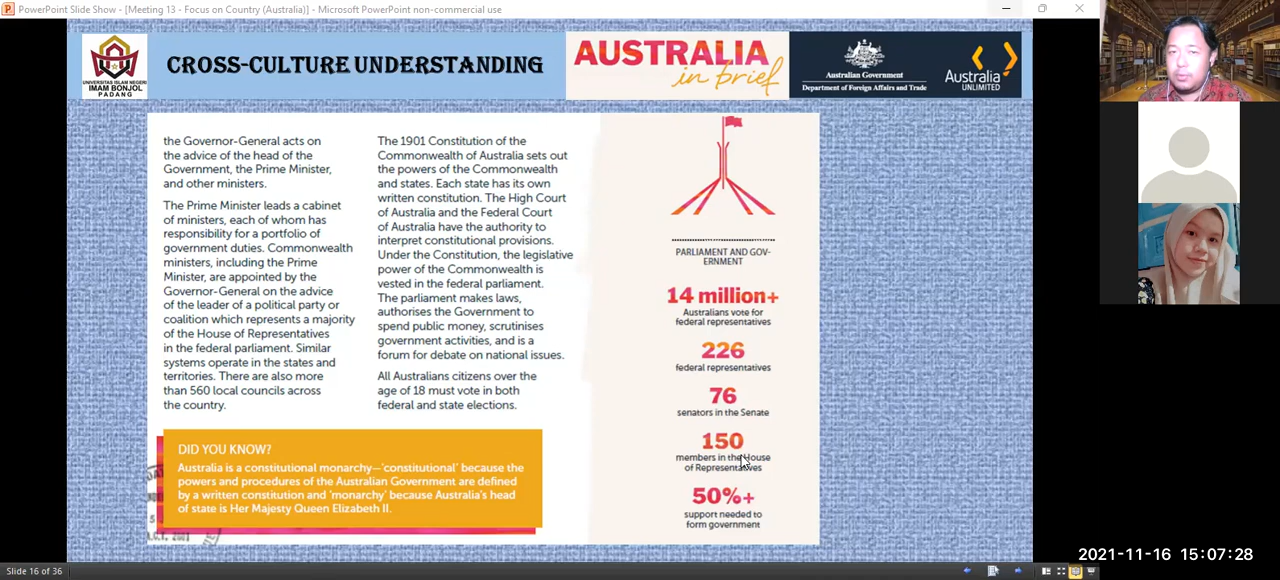 PowerPoint Slide Show - [Meeting 13 - Focus on Country (Australia)] - Microsoft PowerPoint non-commercial use
UNIVERSITAS ISLAM NEGERI
IMAM BONJOL
PADANG
CROSS-CULTURE UNDERSTANDING
AUSTRALIA
in brief
Australian Government
Department of Foreign Affairs and Trade
Australia
UNLIMITED
the Governor-General acts on
the advice of the head of the
Government, the Prime Minister,
and other ministers.
The Prime Minister leads a cabinet
of ministers, each of whom has
responsibility for a portfolio of
government duties. Commonwealth
ministers, including the Prime
Minister, are appointed by the
Governor-General on the advice
of the leader of a political party or
coalition which represents a majority
of the House of Representatives
in the federal parliament. Similar
systems operate in the states and
territories. There are also more
than 560 local councils across
the country.
The 1901 Constitution of the
Commonwealth of Australia sets out
the powers of the Commonwealth
and states. Each state has its own
written constitution. The High Court
of Australia and the Federal Court
of Australia have the authority to
interpret constitutional provisions.
Under the Constitution, the legislative
power of the Commonwealth is
vested in the federal parliament.
The parliament makes laws,
authorises the Government to
spend public money, scrutinises
government activities, and is a
forum for debate on national issues.
All Australians citizens over the
age of 18 must vote in both
federal and state elections.
DID YOU KNOW?
Australia is a constitutional monarchy—'constitutional' because the
powers and procedures of the Australian Government are defined
by a written constitution and 'monarchy' because Australia's head
of state is Her Majesty Queen Elizabeth II.
PARLIAMENT AND GOV-
ERNMENT
14 million+
Australians vote for
federal representatives
226
federal representatives
76
senators in the Senate
150
members in the House
of Representatives
50%+
support needed to
form government
2021-11-16 15:07:28
Slide 16 of 36